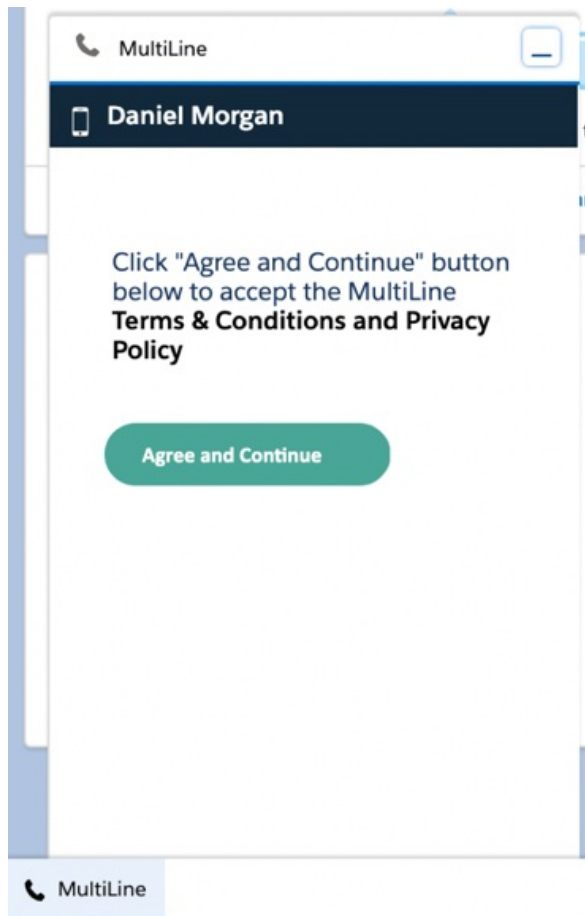 MultiLine
Daniel Morgan
Click "Agree and Continue" button
below to accept the MultiLine
Terms & Conditions and Privacy
Policy
Agree and Continue
MultiLine